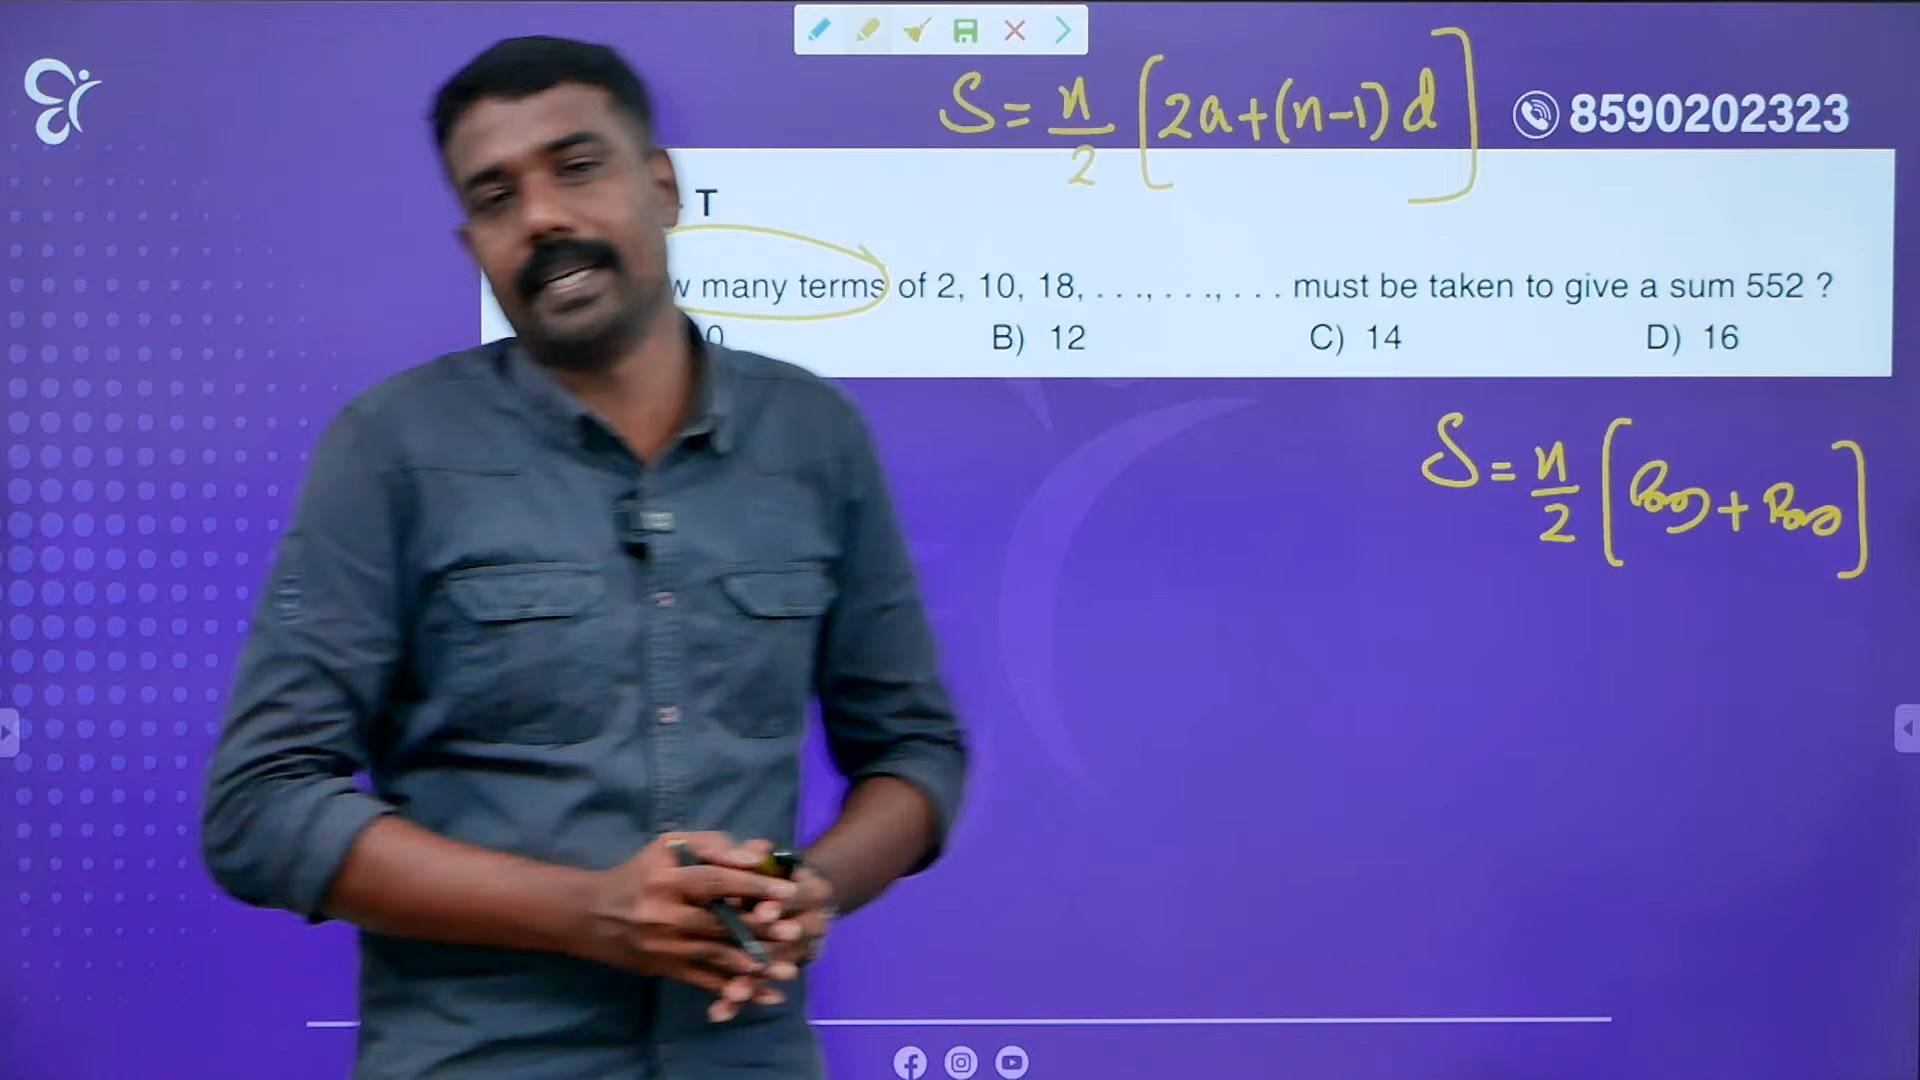 S = n/2 [2a+(n-1)d]
8590202323
T
many terms of 2, 10, 18, . . ., . . ., . . . must be taken to give a sum 552 ?
0 B) 12 C) 14 D) 16
S = n/2 [ + ]